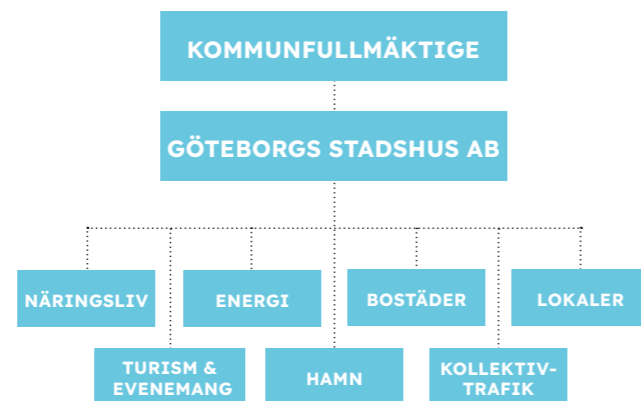 KOMMUNFULLMÄKTIGE
GÖTEBORGS STADSHUS AB
NÄRINGSLIV
ENERGI
BOSTÄDER
LOKALER
TURISM &
EVENEMANG
HAMN
KOLLEKTIV-
TRAFIK